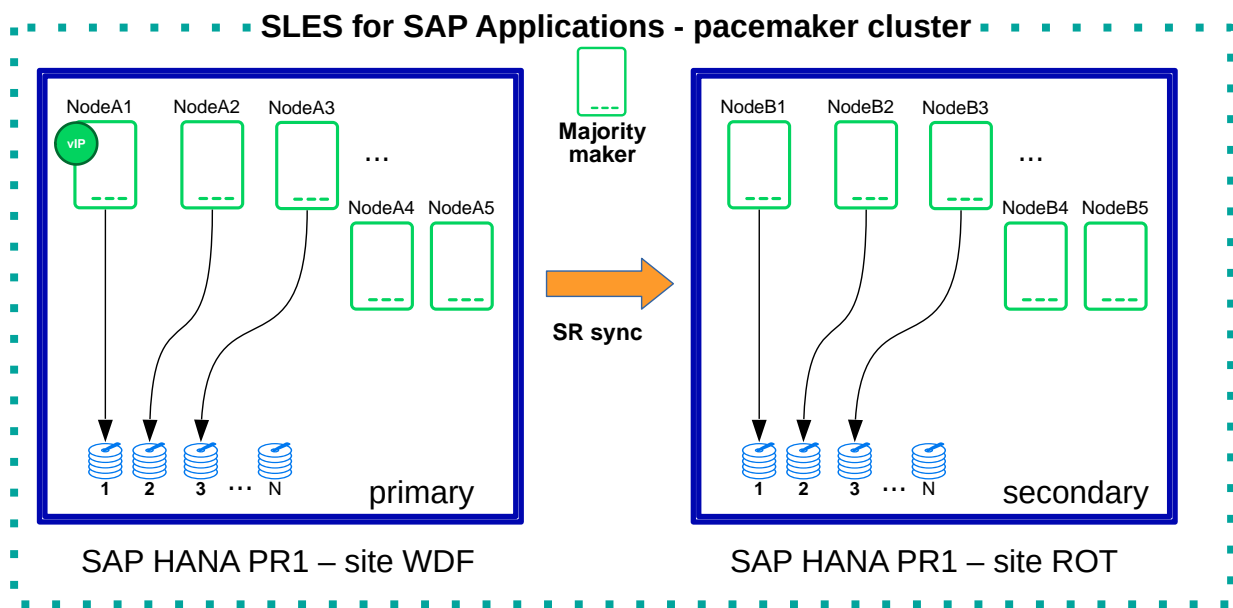 SLES for SAP Applications - pacemaker cluster
NodeA1
NodeA2
NodeA3
vIP
...
NodeA4
NodeA5
1
2
3
...
N
primary
SAP HANA PR1 – site WDF
Majority
maker
SR sync
NodeB1
NodeB2
NodeB3
...
NodeB4
NodeB5
1
2
3
...
N
secondary
SAP HANA PR1 – site ROT